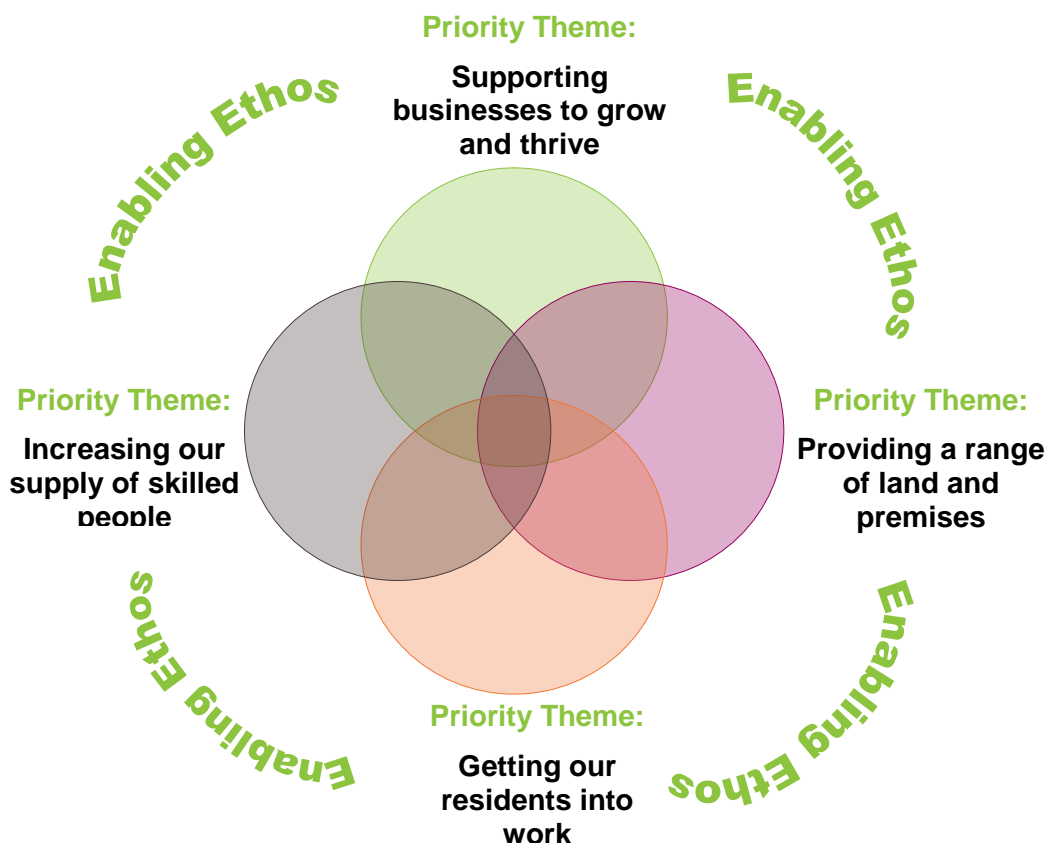 Priority Theme:
Supporting
businesses to grow
and thrive
Enabling Ethos
Enabling Ethos
Priority Theme:
Increasing our
supply of skilled
people
Priority Theme:
Providing a range
of land and
premises
Enabling Ethos
Enabling Ethos
Priority Theme:
Getting our
residents into
work